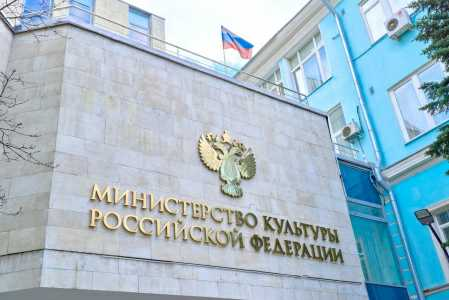 МИНИСТЕРСТВО КУЛЬТУРЫ
РОССИЙСКОЙ ФЕДЕРАЦИИ